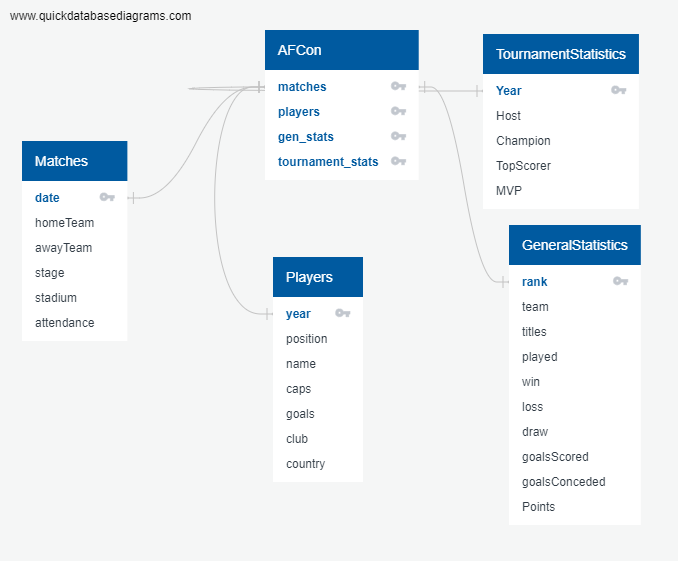 www.quickdatabasediagrams.com
AFCon
matches
players
gen_stats
tournament_stats
TournamentStatistics
Year
Host
Champion
TopScorer
MVP
Matches
date
homeTeam
awayTeam
stage
stadium
attendance
Players
year
position
name
caps
goals
club
country
GeneralStatistics
rank
team
titles
played
win
loss
draw
goalsScored
goalsConceded
Points